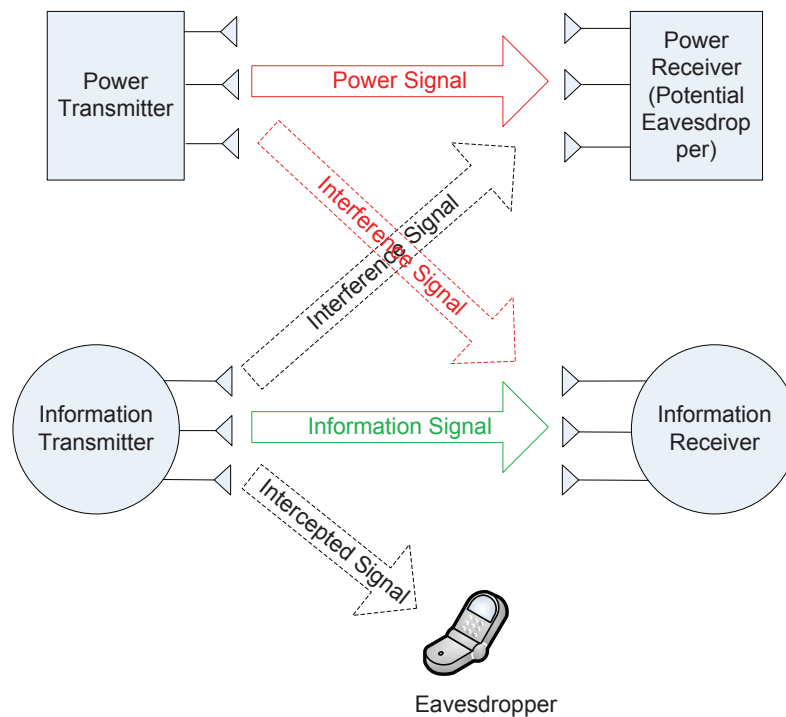 Power
Transmitter
Power Signal
Power
Receiver
(Potential
Eavesdrop
per)
Interference Signal
Interference Signal
Information
Transmitter
Information Signal
Information
Receiver
Intercepted Signal
Eavesdropper